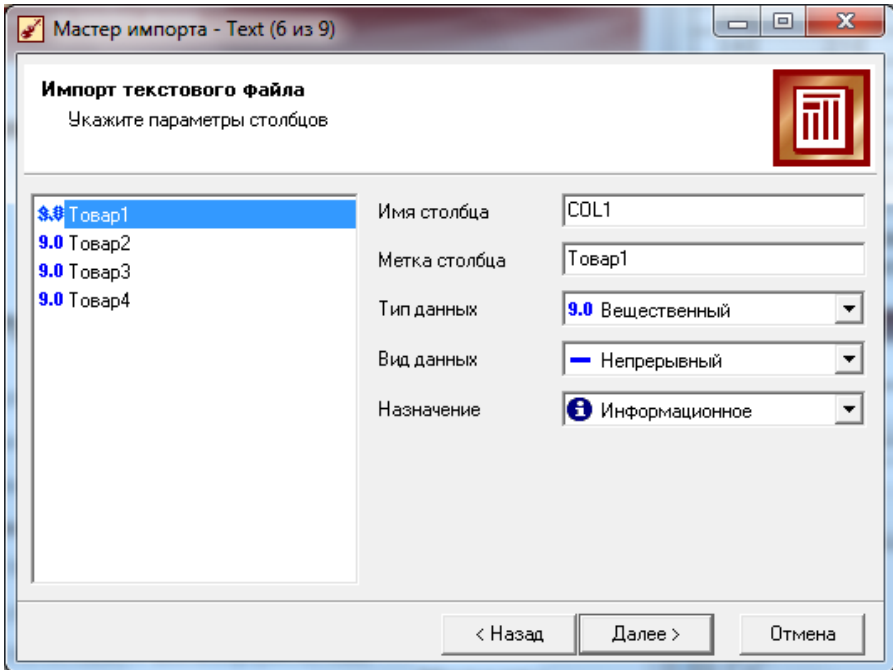 Мастер импорта - Text (6 из 9)
Импорт текстового файла
Укажите параметры столбцов
9.0 Товар1
9.0 Товар2
9.0 Товар3
9.0 Товар4
Имя столбца COL1
Метка столбца Товар1
Тип данных 9.0 Вещественный
Вид данных Непрерывный
Назначение Информационное
< Назад Далее > Отмена